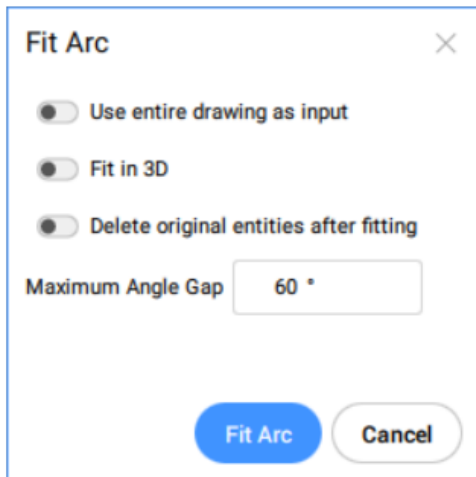 Fit Arc
Use entire drawing as input
Fit in 3D
Delete original entities after fitting
Maximum Angle Gap 60 °
Fit Arc Cancel